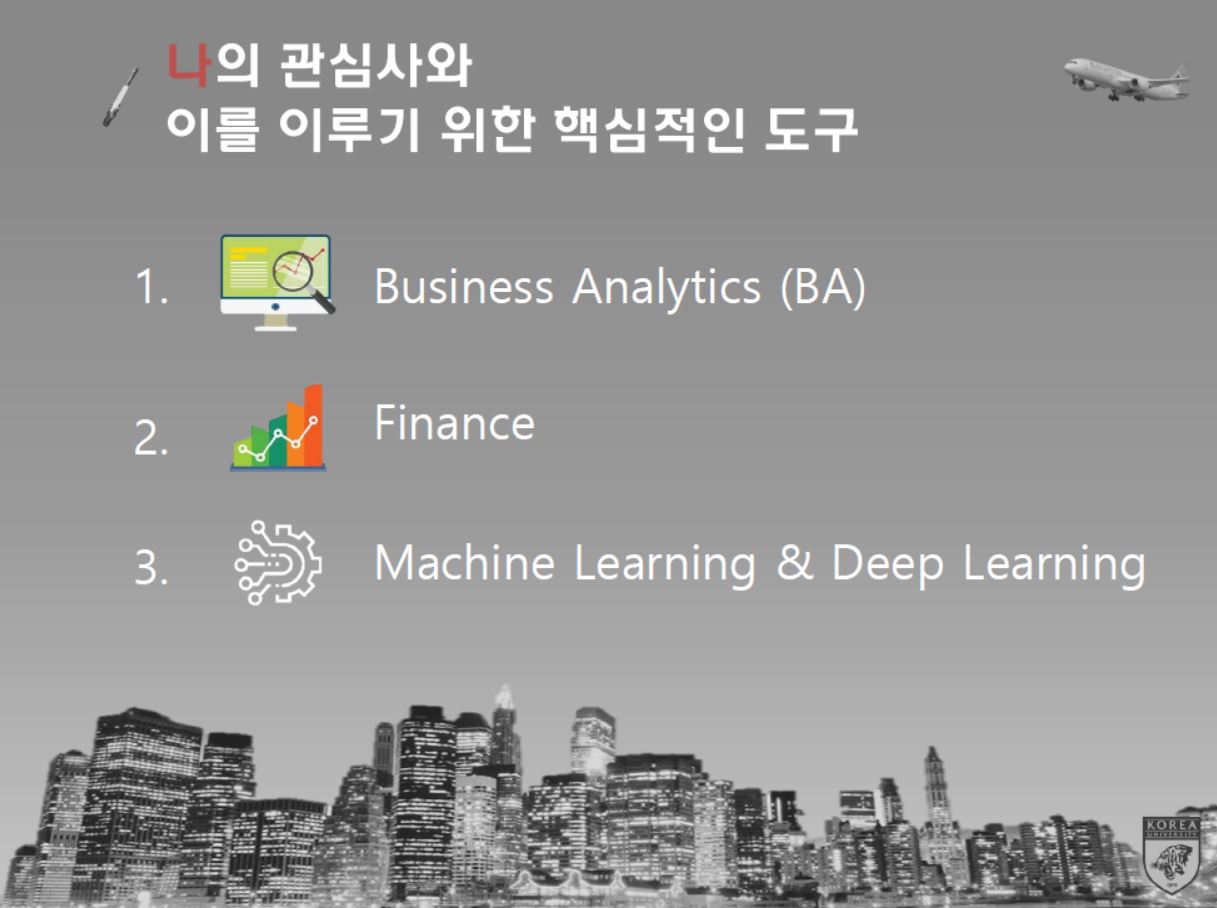 나의 관심사와
이를 이루기 위한 핵심적인 도구
1. Business Analytics (BA)
2. Finance
3. Machine Learning & Deep Learning
KOREA
UNIVERSITY
1905